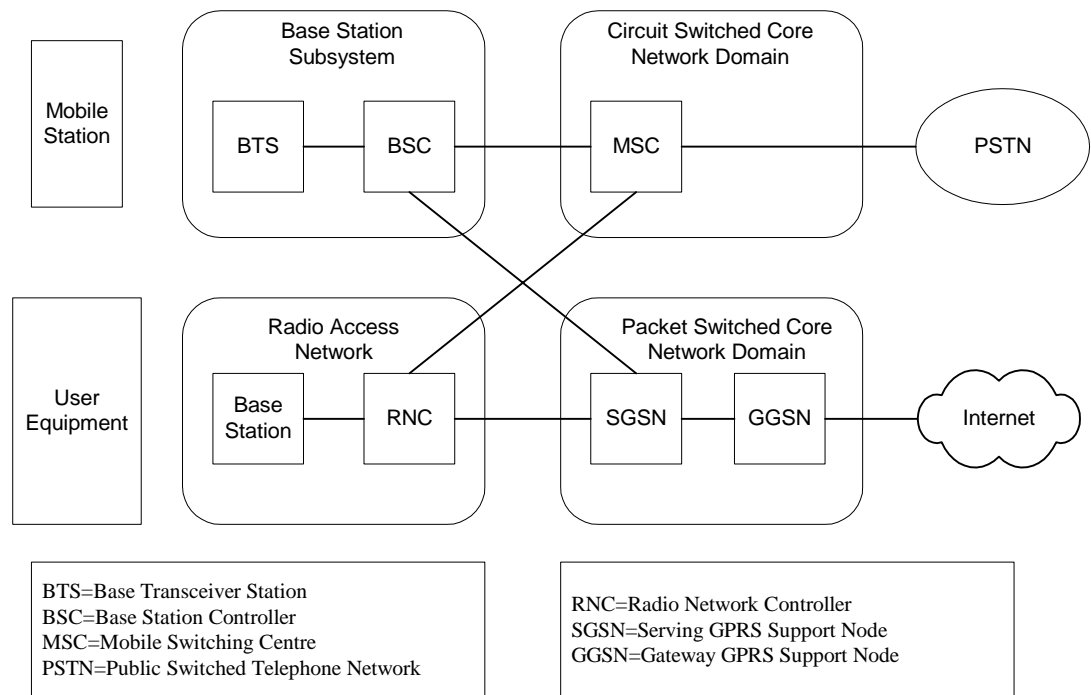 Base Station
Subsystem
Circuit Switched Core
Network Domain
Mobile
Station
BTS
BSC
MSC
PSTN
Radio Access
Network
Packet Switched Core
Network Domain
User
Equipment
Base
Station
RNC
SGSN
GGSN
Internet
BTS=Base Transceiver Station
BSC=Base Station Controller
MSC=Mobile Switching Centre
PSTN=Public Switched Telephone Network
RNC=Radio Network Controller
SGSN=Serving GPRS Support Node
GGSN=Gateway GPRS Support Node